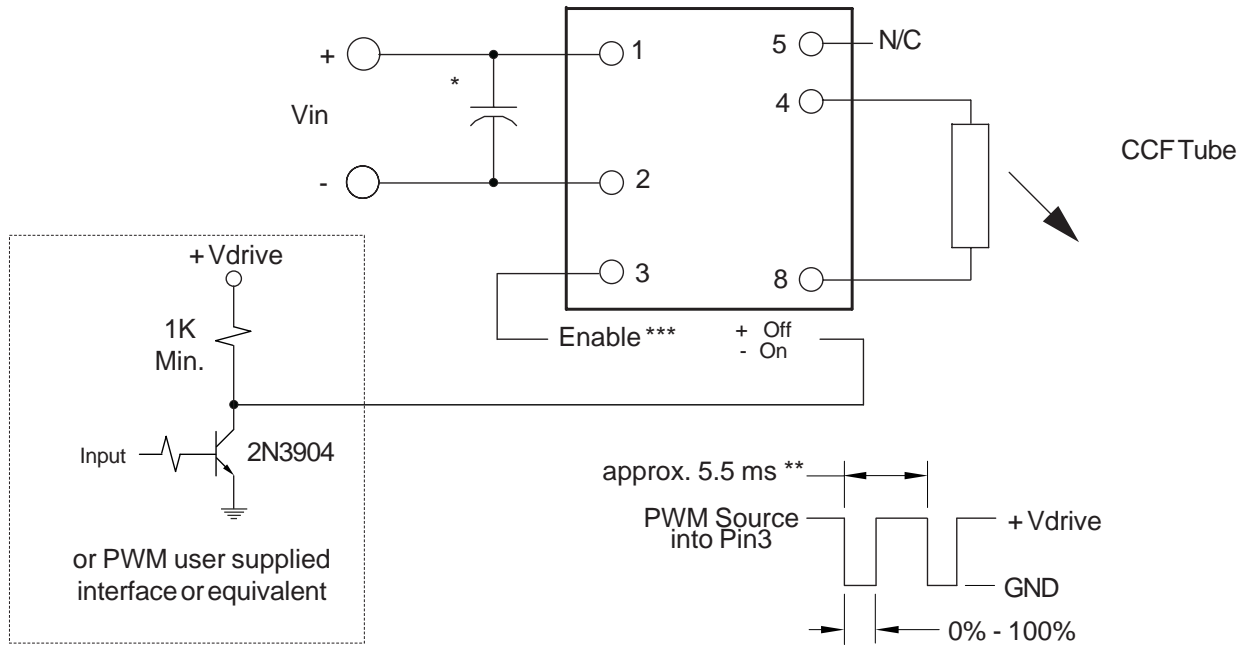 +
Vin
-
*
1
2
3
5
N/C
4
8
CCF Tube
Enable ***
+ Off
- On
+ Vdrive
1K
Min.
Input
2N3904
or PWM user supplied
interface or equivalent
approx. 5.5 ms **
PWM Source
into Pin3
+ Vdrive
GND
0% - 100%